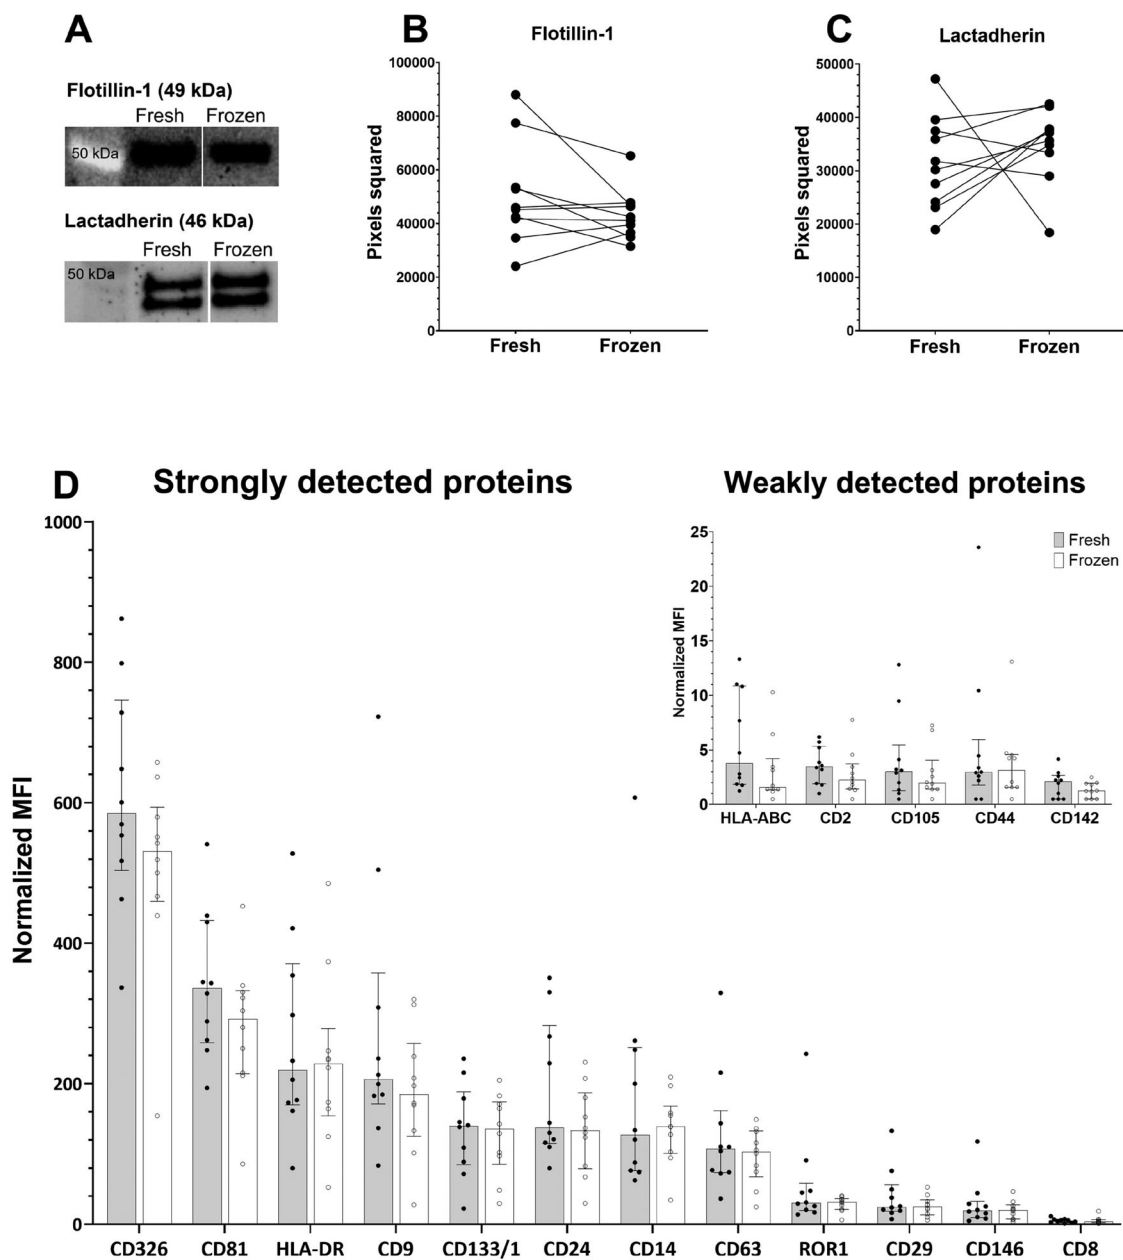 A
Flotillin-1 (49 kDa)
Fresh Frozen
50 kDa
Lactadherin (46 kDa)
Fresh Frozen
50 kDa
B
Flotillin-1
Pixels squared
100000
80000
60000
40000
20000
0
Fresh Frozen
C
Lactadherin
Pixels squared
50000
40000
30000
20000
10000
0
Fresh Frozen
D
Strongly detected proteins
Normalized MFI
1000
800
600
400
200
0
CD326 CD81 HLA-DR CD9 CD133/1 CD24 CD14 CD63 ROR1 CD29 CD146 CD8
Weakly detected proteins
Fresh
Frozen
Normalized MFI
25
20
15
10
5
0
HLA-ABC CD2 CD105 CD44 CD142